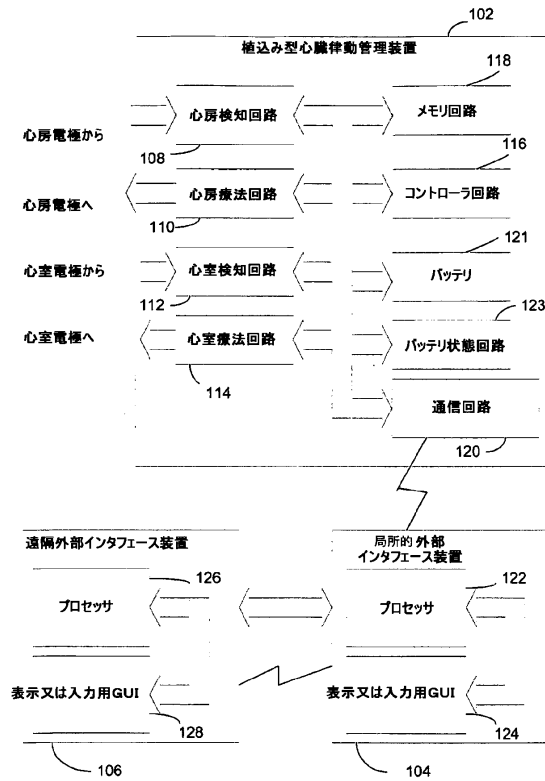 102
植込み型心臓律動管理装置
118
心房電極から
心房検知回路
メモリ回路
108
116
心房電極へ
心房療法回路
コントローラ回路
110
121
心室電極から
心室検知回路
バッテリ
112
123
心室電極へ
心室療法回路
バッテリ状態回路
114
通信回路
120
遠隔外部インタフェース装置
局所的外部
インタフェース装置
126
122
プロセッサ
プロセッサ
表示又は入力用GUI
表示又は入力用GUI
128
124
106
104